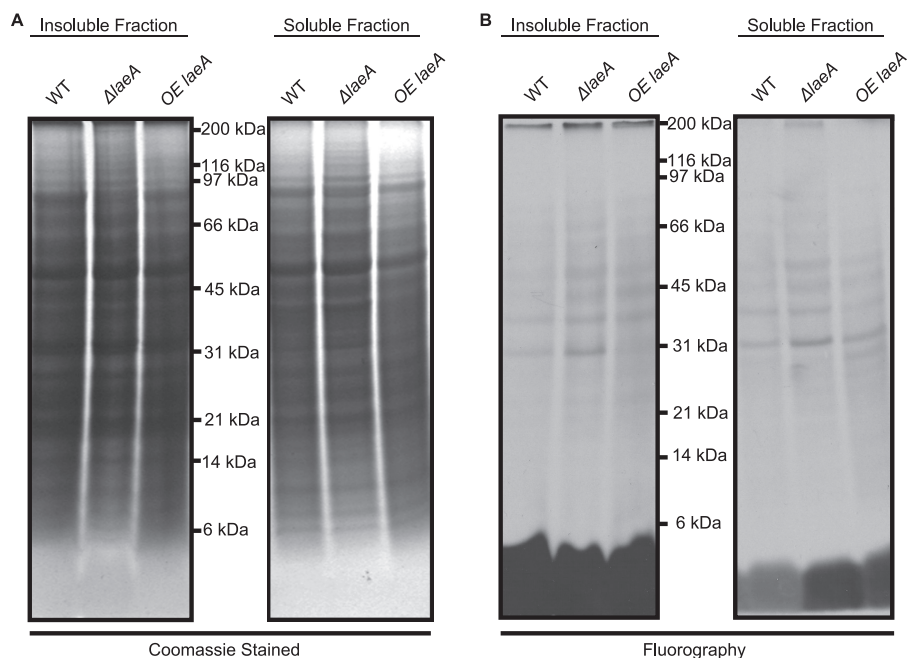 A
Insoluble Fraction
Soluble Fraction
WT
ΔlaeA
OE laeA
WT
ΔlaeA
OE laeA
200 kDa
116 kDa
97 kDa
66 kDa
45 kDa
31 kDa
21 kDa
14 kDa
6 kDa
Coomassie Stained
B
Insoluble Fraction
Soluble Fraction
WT
ΔlaeA
OE laeA
WT
ΔlaeA
OE laeA
200 kDa
116 kDa
97 kDa
66 kDa
45 kDa
31 kDa
21 kDa
14 kDa
6 kDa
Fluorography